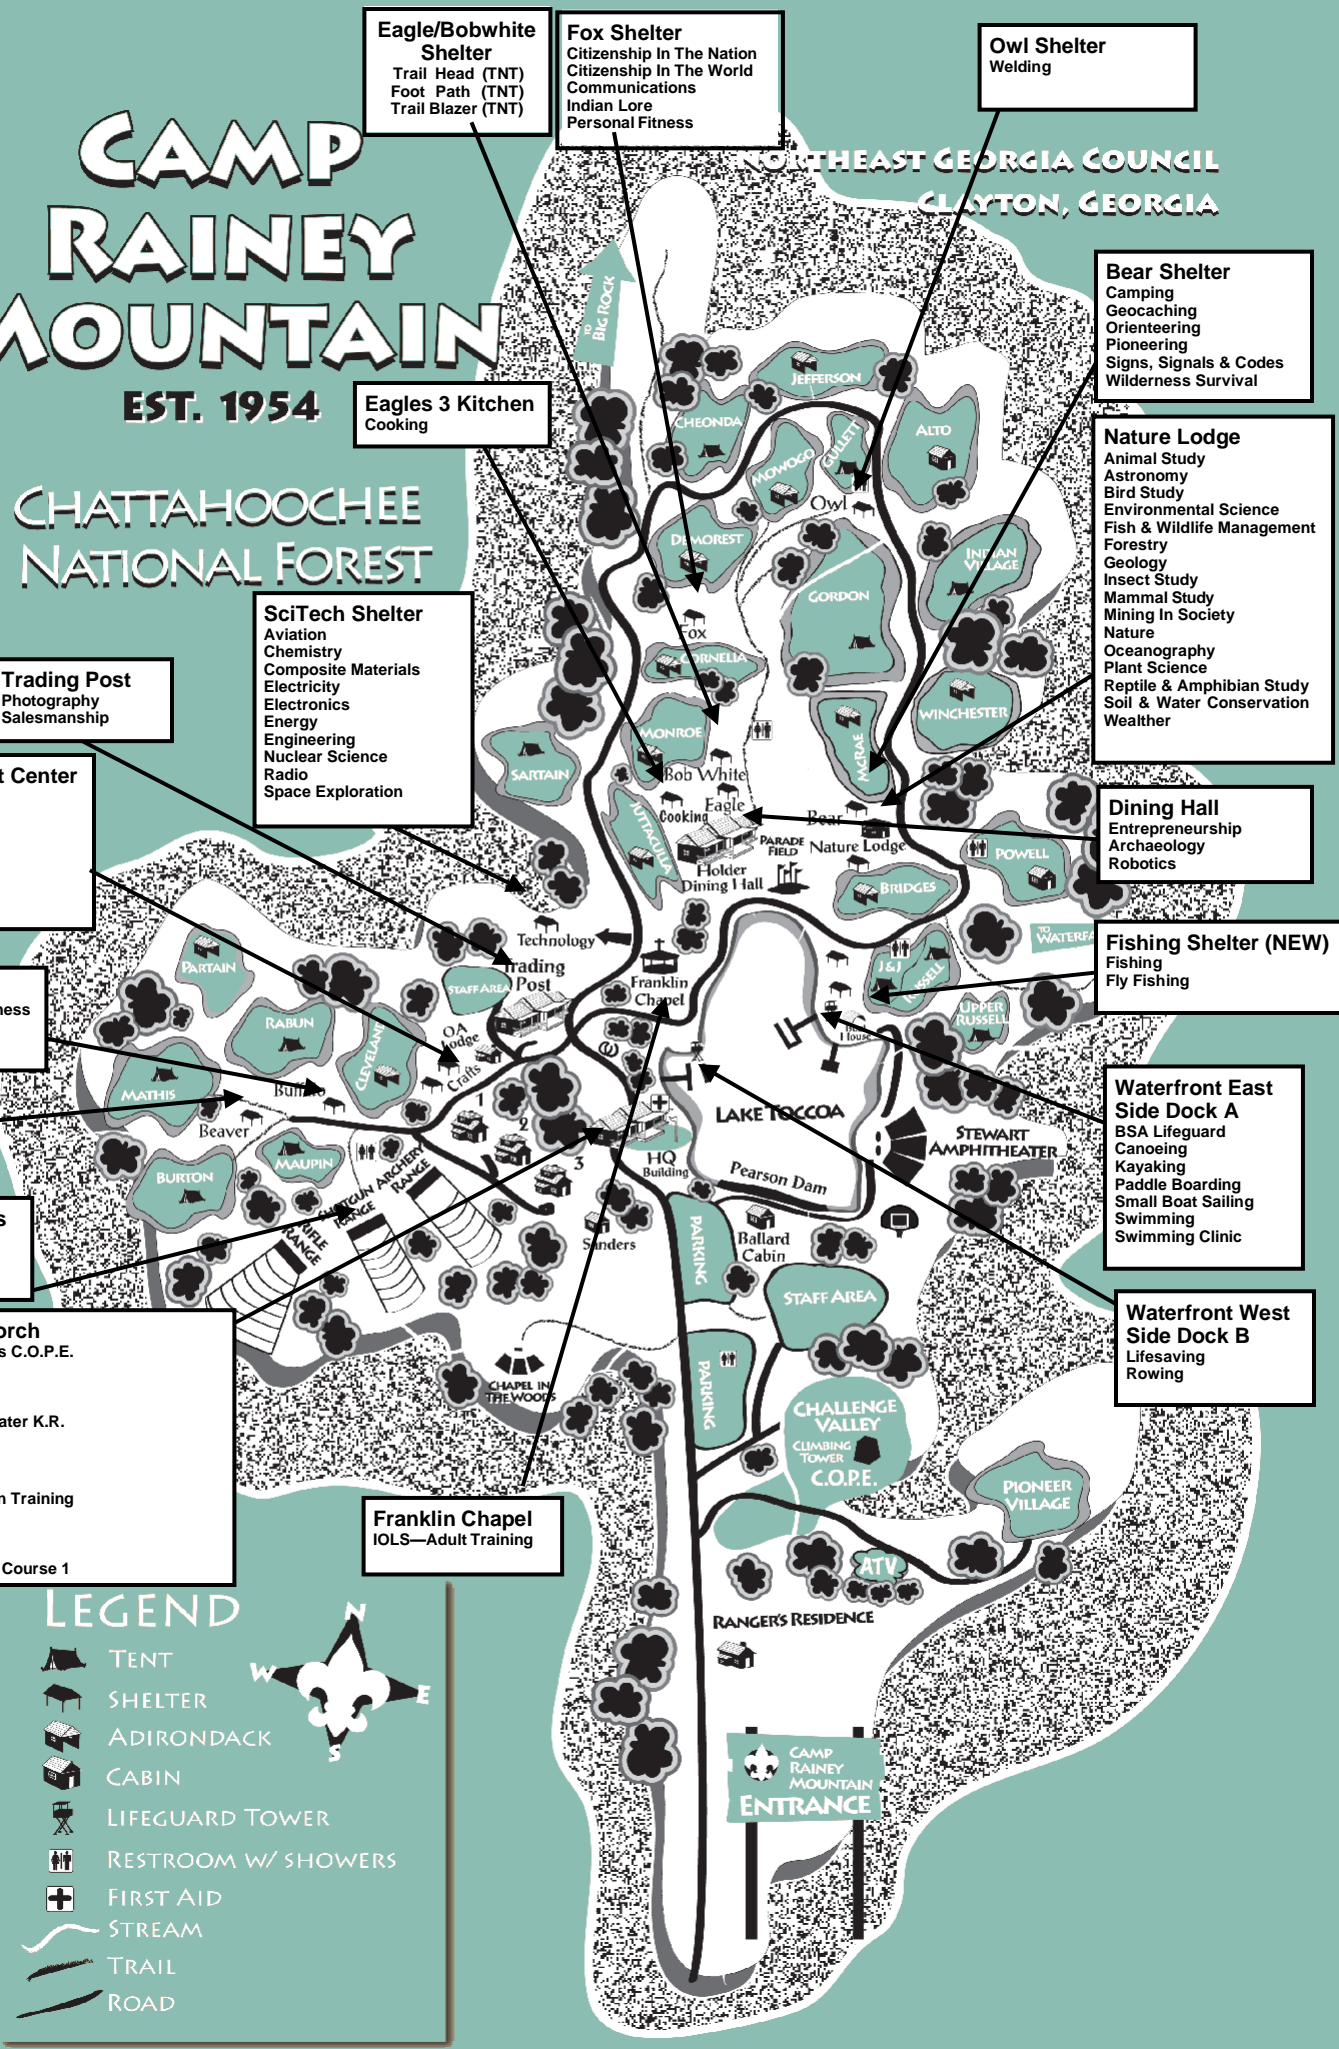 CAMP
RAINEY
MOUNTAIN
EST. 1954
CHATTAHOOCHEE
NATIONAL FOREST
NORTHEAST GEORGIA COUNCIL
CLAYTON, GEORGIA
Eagle/Bobwhite
Shelter
Trail Head (TNT)
Foot Path (TNT)
Trail Blazer (TNT)
Fox Shelter
Citizenship In The Nation
Citizenship In The World
Communications
Indian Lore
Personal Fitness
Owl Shelter
Welding
Bear Shelter
Camping
Geocaching
Orienteering
Pioneering
Signs, Signals & Codes
Wilderness Survival
Eagles 3 Kitchen
Cooking
Nature Lodge
Animal Study
Astronomy
Bird Study
Environmental Science
Fish & Wildlife Management
Forestry
Geology
Insect Study
Mammal Study
Mining In Society
Nature
Oceanography
Plant Science
Reptile & Amphibian Study
Soil & Water Conservation
Wealther
SciTech Shelter
Aviation
Chemistry
Composite Materials
Electricity
Electronics
Energy
Engineering
Nuclear Science
Radio
Space Exploration
Trading Post
Photography
Salesmanship
t Center
ness
s
Dining Hall
Entrepreneurship
Archaeology
Robotics
Fishing Shelter (NEW)
Fishing
Fly Fishing
Waterfront East
Side Dock A
BSA Lifeguard
Canoeing
Kayaking
Paddle Boarding
Small Boat Sailing
Swimming
Swimming Clinic
Waterfront West
Side Dock B
Lifesaving
Rowing
orch
s C.O.P.E.
ater K.R.
n Training
Course 1
Franklin Chapel
IOLS—Adult Training
TO
BIG ROCK
JEFFERSON
CHEONDA
MOWOGO
GULLETT
ALTO
Owl
DEMOREST
INDIAN
VILLAGE
GORDON
Fox
CORNELIA
MONROE
MCRAE
WINCHESTER
SARTAIN
Bob White
Cooking
Eagle
JUTTACULLA
Bear
Nature Lodge
PARADE
FIELD
Holder
Dining Hall
POWELL
BRIDGES
TO
WATERFA
Technology
Trading
Post
STAFF AREA
Franklin
Chapel
J&J
RUSSELL
UPPER
RUSSELL
House
PARTAIN
RABUN
CLEVELAND
OA
Lodge
Crafts
MATHIS
Buffalo
Beaver
1
2
3
BURTON
MAUPIN
LAKE TOCCOA
STEWART
AMPHITHEATER
HQ
Building
Pearson Dam
ARCHERY
RANGE
SHOTGUN
RANGE
RIFLE
RANGE
Sanders
PARKING
Ballard
Cabin
STAFF AREA
PARKING
CHAPEL IN
THE WOODS
CHALLENGE
VALLEY
CLIMBING
TOWER
C.O.P.E.
PIONEER
VILLAGE
ATV
RANGER'S RESIDENCE
CAMP
RAINEY
MOUNTAIN
ENTRANCE
LEGEND
N
W
E
S
TENT
SHELTER
ADIRONDACK
CABIN
LIFEGUARD TOWER
RESTROOM W/ SHOWERS
FIRST AID
STREAM
TRAIL
ROAD